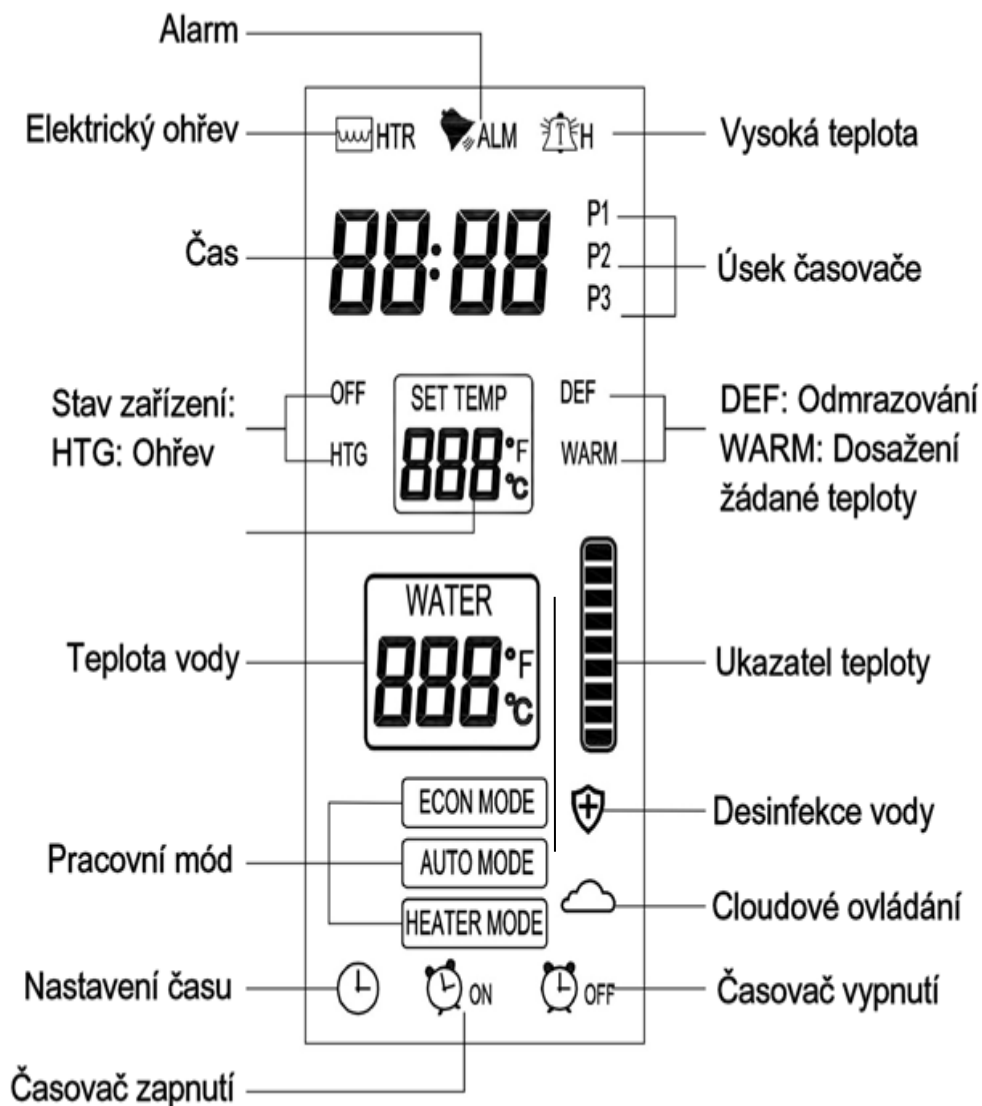 Alarm
Elektrický ohřev
HTR
ALM
T
H
Vysoká teplota
Čas
88:88
P1
P2
P3
Úsek časovače
Stav zařízení:
HTG: Ohřev
OFF
HTG
SET TEMP
888 °F
°C
DEF
WARM
DEF: Odmrazování
WARM: Dosažení
žádané teploty
Teplota vody
WATER
888 °F
°C
Ukazatel teploty
Pracovní mód
ECON MODE
AUTO MODE
HEATER MODE
Desinfekce vody
Cloudové ovládání
Nastavení času
ON
OFF
Časovač vypnutí
Časovač zapnutí